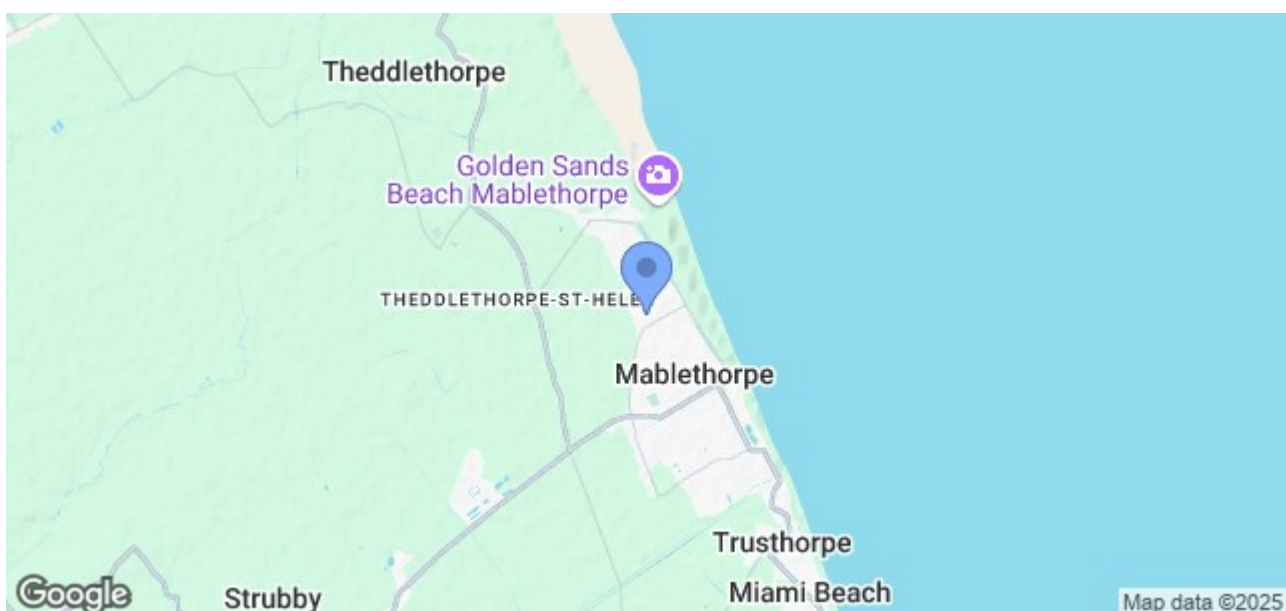 Theddlethorpe
Golden Sands
Beach Mablethorpe
THEDDLETHORPE-ST-HELE
Mablethorpe
Trusthorpe
Miami Beach
Strubby
Google
Map data ©2025